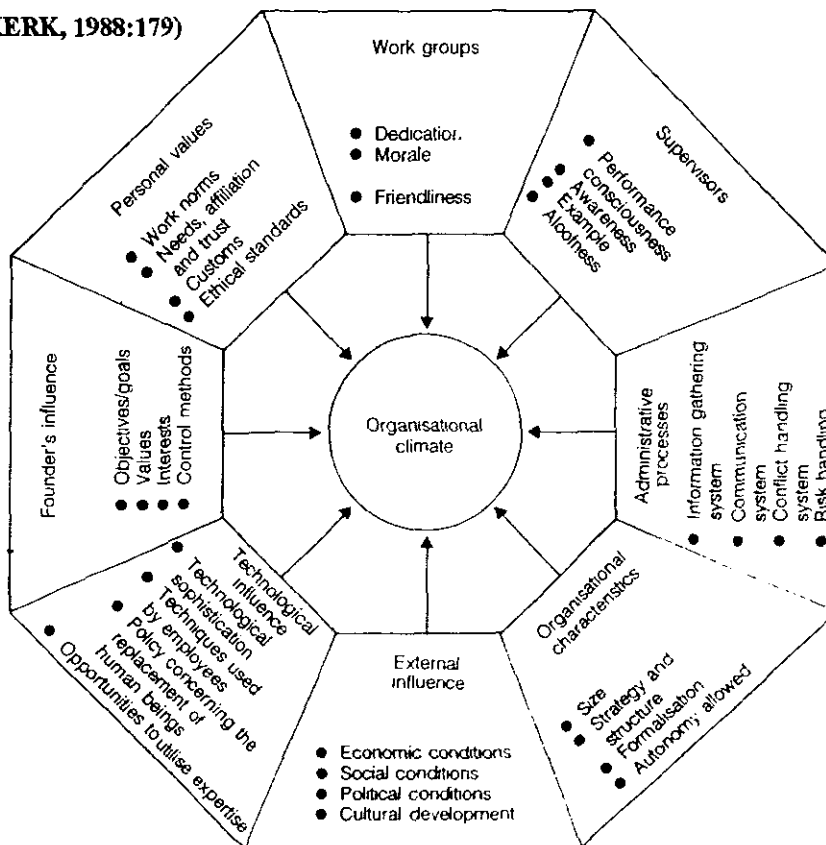 KERK, 1988:179)
Work groups
Dedication
Morale
Friendliness
Supervisors
Performance
consciousness
Awareness
Example
Aloofness
Administrative
processes
Information gathering
system
Communication
system
Conflict handling
system
Risk handling
Organisational
characteristics
Size
Strategy and
structure
Formalisation
Autonomy allowed
External
influence
Economic conditions
Social conditions
Political conditions
Cultural development
Technological
influence
Technological
sophistication
Techniques used
by employees
Policy concerning the
replacement of
human beings
Opportunities to utilise expertise
Founder's influence
Objectives/goals
Values
Interests
Control methods
Personal values
Work norms
Needs, affiliation
and trust
Customs
Ethical standards
Organisational
climate